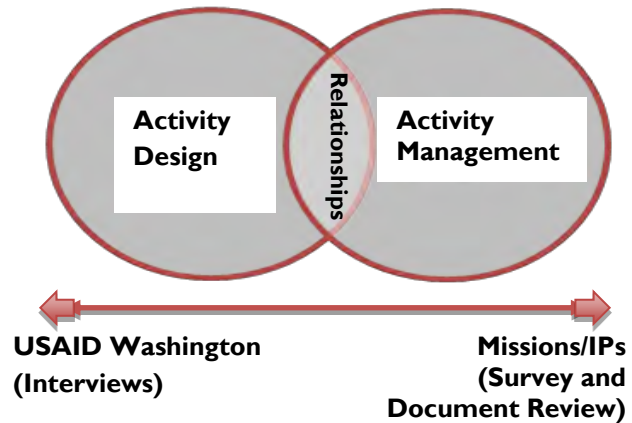 Activity
Design
Relationships
Activity
Management
USAID Washington
(Interviews)
Missions/IPs
(Survey and
Document Review)